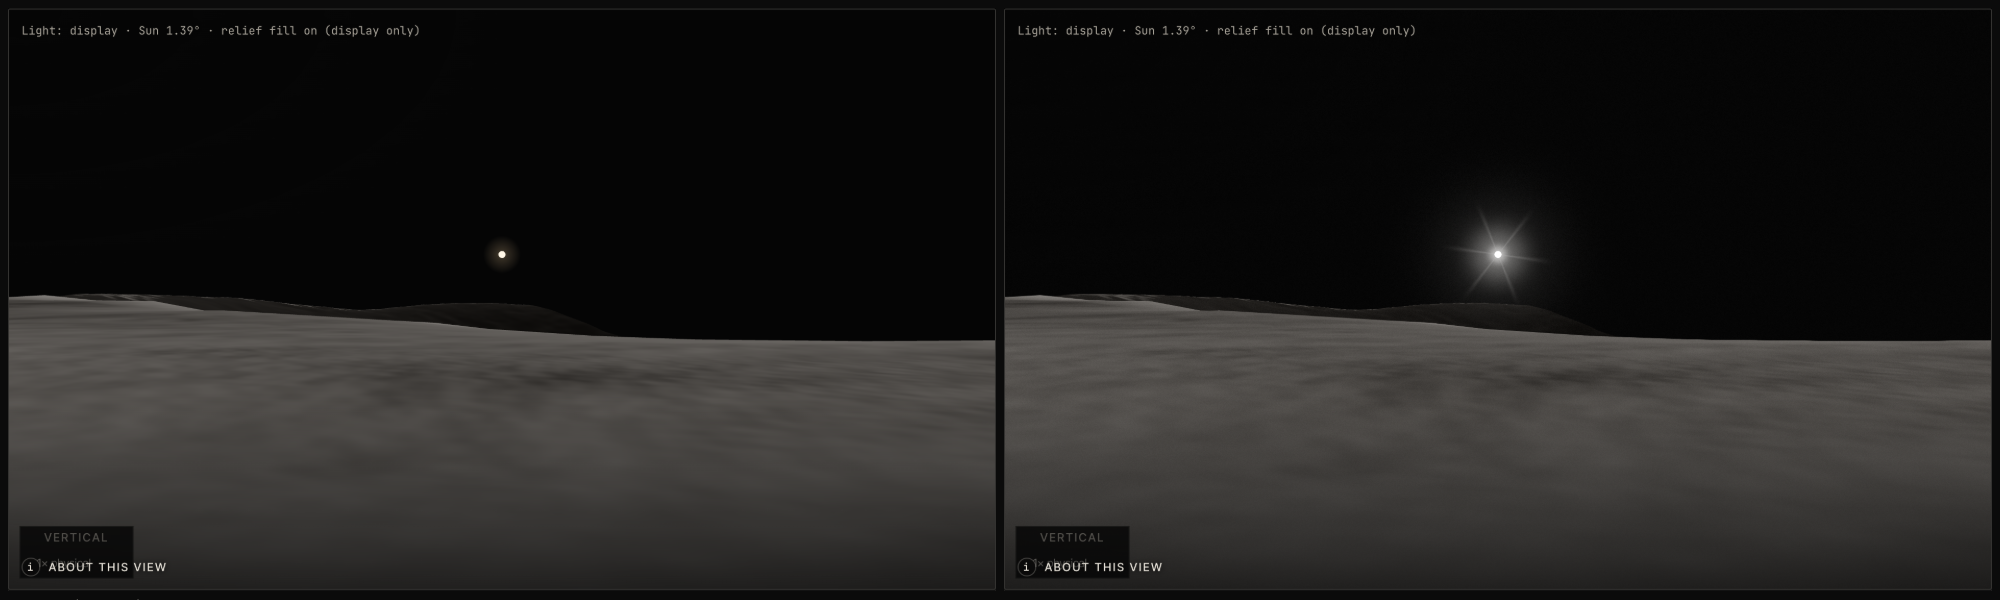 Light: display · Sun 1.39° · relief fill on (display only)
VERTICAL
i ABOUT THIS VIEW
Light: display · Sun 1.39° · relief fill on (display only)
VERTICAL
i ABOUT THIS VIEW